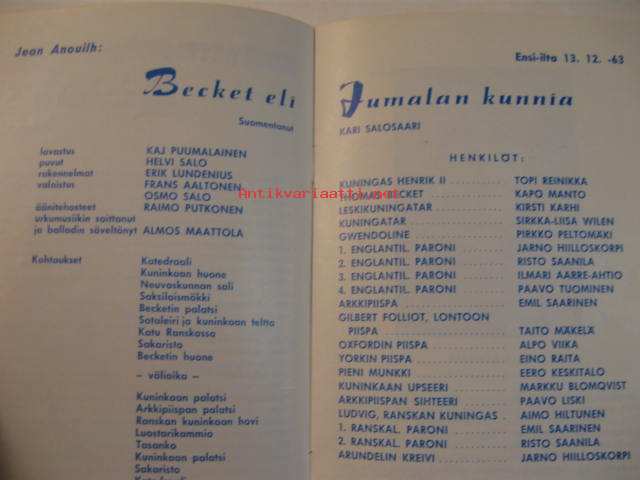 Jean Anouilh:
Becket eli
Suomentanut
lavastus KAJ PUUMALAINEN
puvut HELVI SALO
rakennelmat ERIK LUNDENIUS
valaistus FRANS AALTONEN
OSMO SALO
äänitehosteet RAIMO PUTKONEN
urkumusiikin soittanut
ja balladin säveltänyt ALMOS MAATTOLA
Kohtaukset Katedraali
Kuninkaan huone
Neuvoskunnan sali
Saksilaismökki
Becketin palatsi
Sotaleiri ja kuninkaan teltta
Katu Ranskassa
Sakaristo
Becketin huone
– väliaika –
Kuninkaan palatsi
Arkkipiispan palatsi
Ranskan kuninkaan hovi
Luostarikammio
Tasanko
Kuninkaan palatsi
Sakaristo
Katedraali
Ensi-ilta 13. 12. -63
Jumalan kunnia
KARI SALOSAARI
HENKILÖT:
KUNINGAS HENRIK II .. TOPI REINIKKA
THOMAS BECKET KAPO MANTO
LESKIKUNINGATAR KIRSTI KARHI
KUNINGATAR SIRKKA-LIISA WILEN
GWENDOLINE PIRKKO PELTOMÄKI
1. ENGLANTIL. PARONI JARNO HIILLOSKORPI
2. ENGLANTIL. PARONI RISTO SAANILA
3. ENGLANTIL. PARONI ILMARI AARRE-AHTIO
4. ENGLANTIL. PARONI PAAVO TUOMINEN
ARKKIPIISPA EMIL SAARINEN
GILBERT FOLLIOT, LONTOON
PIISPA TAITO MÄKELÄ
OXFORDIN PIISPA ALPO VIIKA
YORKIN PIISPA EINO RAITA
PIENI MUNKKI EERO KESKITALO
KUNINKAAN UPSEERI MARKKU BLOMQVIST
ARKKIPIISPAN SIHTEERI PAAVO LISKI
LUDVIG, RANSKAN KUNINGAS . AIMO HILTUNEN
1. RANSKAL. PARONI EMIL SAARINEN
2. RANSKAL. PARONI RISTO SAANILA
ARUNDELIN KREIVI JARNO HIILLOSKORPI
Antikvariaatti.net